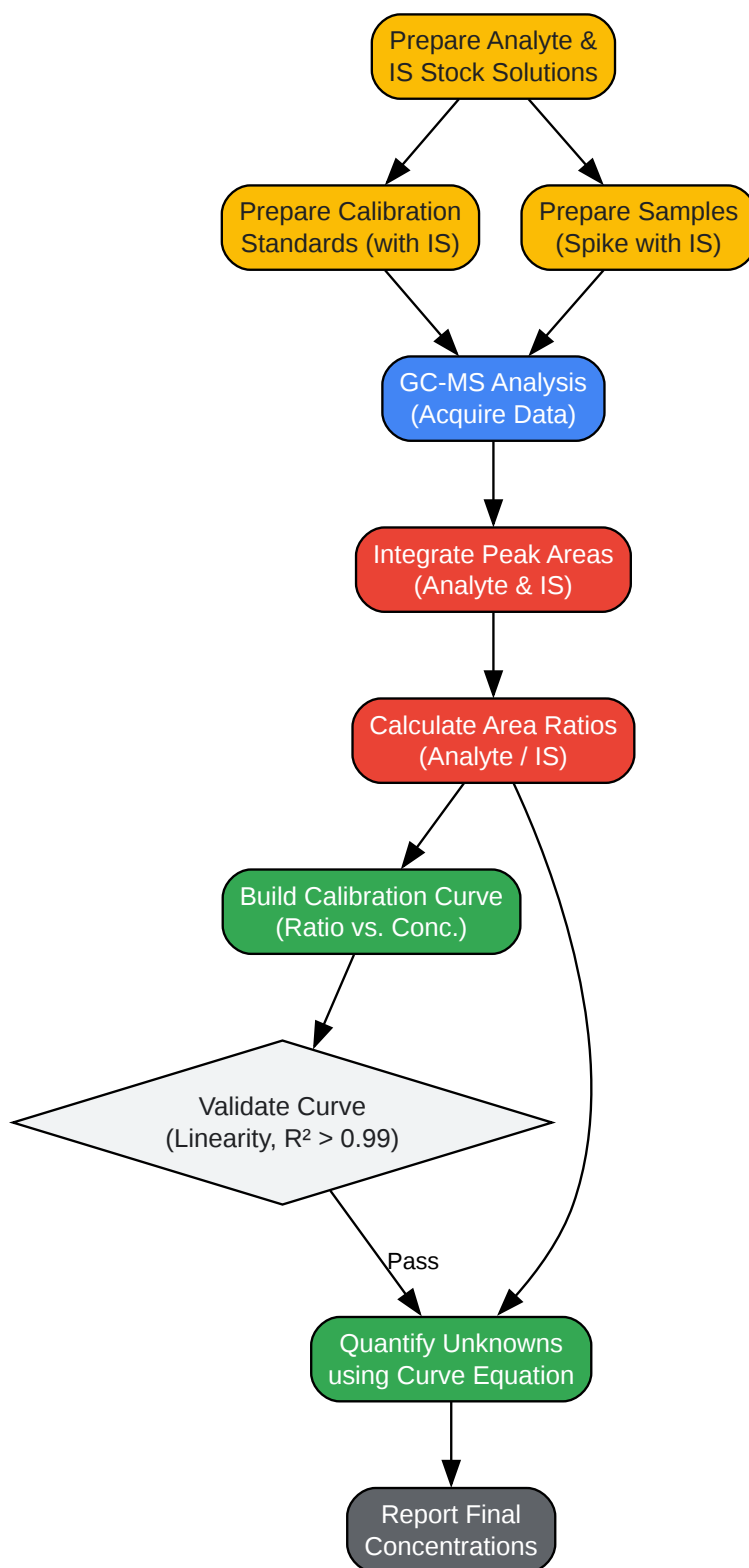 Prepare Analyte &
IS Stock Solutions
Prepare Calibration
Standards (with IS)
Prepare Samples
(Spike with IS)
GC-MS Analysis
(Acquire Data)
Integrate Peak Areas
(Analyte & IS)
Calculate Area Ratios
(Analyte / IS)
Build Calibration Curve
(Ratio vs. Conc.)
Validate Curve
(Linearity, R² > 0.99)
Pass
Quantify Unknowns
using Curve Equation
Report Final
Concentrations